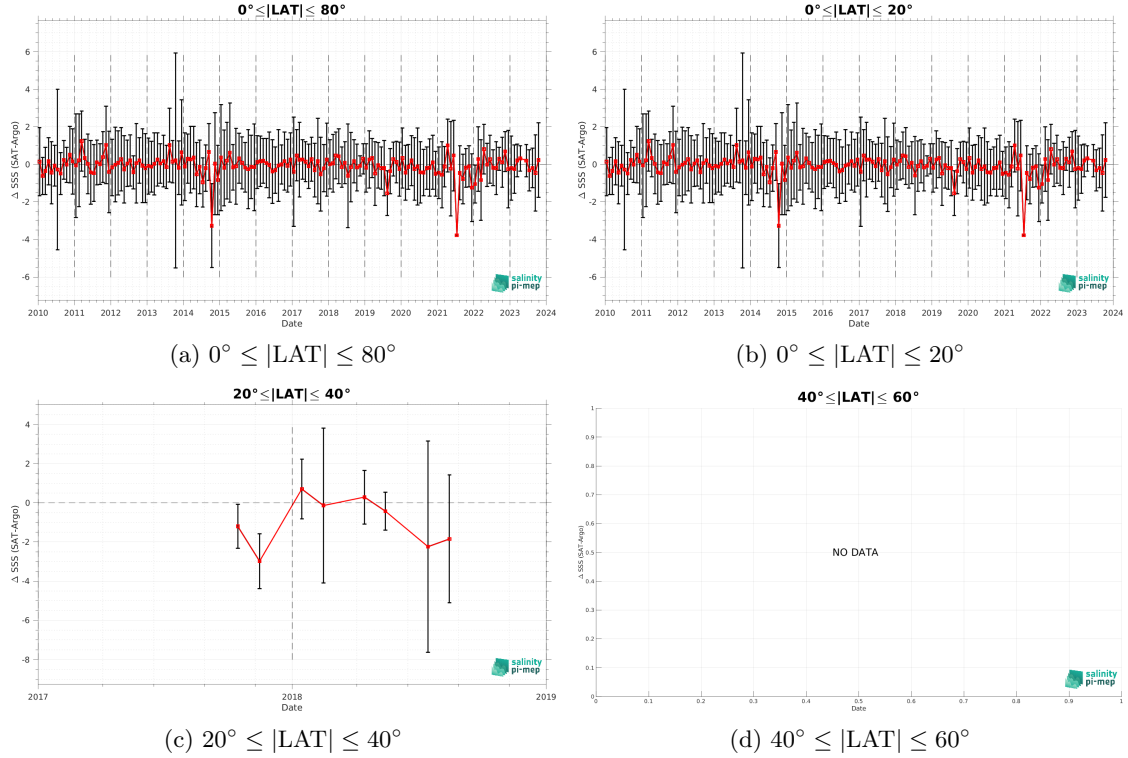 0°≤|LAT|≤ 80°
Δ SSS (SAT-Argo)
6
4
2
0
-2
-4
-6
2010 2011 2012 2013 2014 2015 2016 2017 2018 2019 2020 2021 2022 2023 2024
Date
salinity
pi-mep
(a) 0° ≤ |LAT| ≤ 80°
0°≤|LAT|≤ 20°
Δ SSS (SAT-Argo)
6
4
2
0
-2
-4
-6
2010 2011 2012 2013 2014 2015 2016 2017 2018 2019 2020 2021 2022 2023 2024
Date
salinity
pi-mep
(b) 0° ≤ |LAT| ≤ 20°
20°≤|LAT|≤ 40°
Δ SSS (SAT-Argo)
4
2
0
-2
-4
-6
-8
2017 2018 2019
Date
salinity
pi-mep
(c) 20° ≤ |LAT| ≤ 40°
40°≤|LAT|≤ 60°
Δ SSS (SAT-Argo)
1
0.9
0.8
0.7
0.6
0.5
0.4
0.3
0.2
0.1
0
NO DATA
0 0.1 0.2 0.3 0.4 0.5 0.6 0.7 0.8 0.9 1
Date
salinity
pi-mep
(d) 40° ≤ |LAT| ≤ 60°